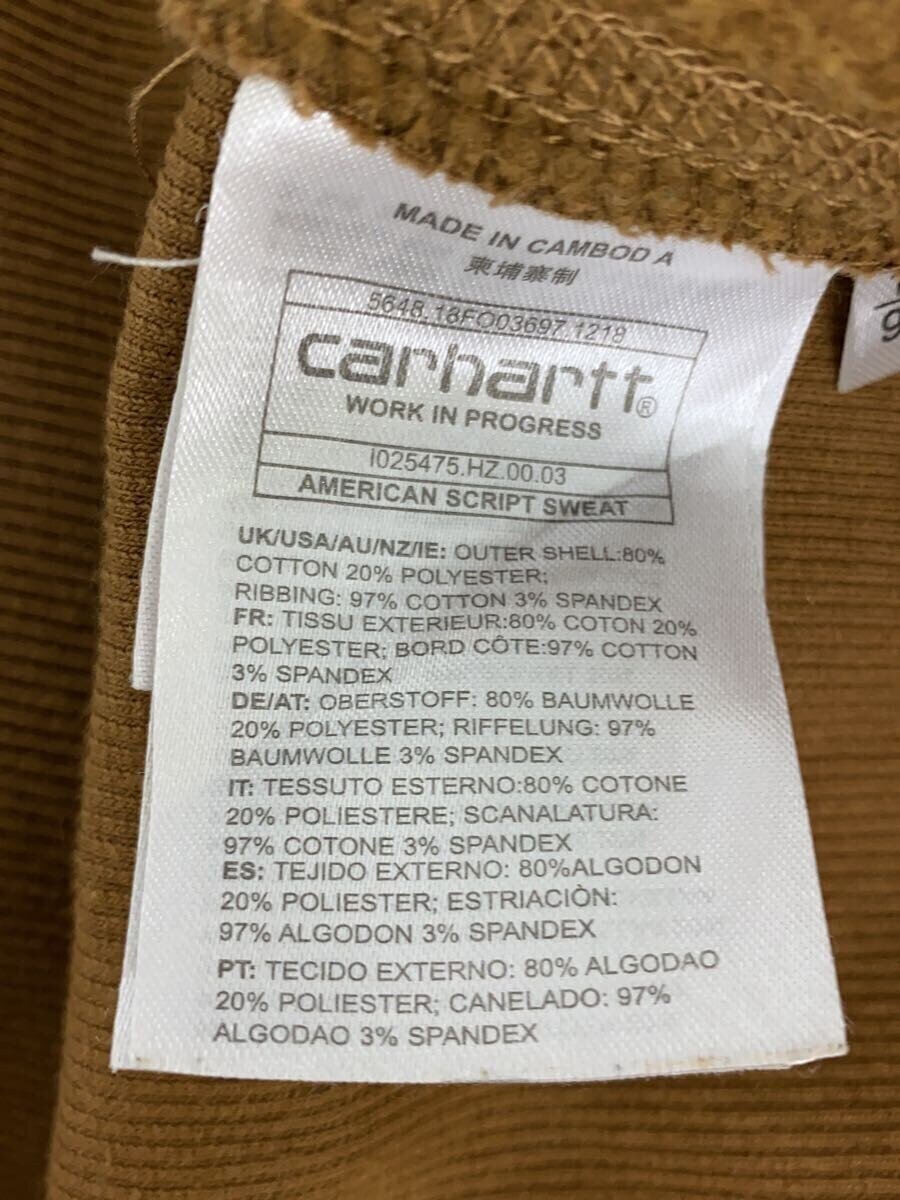 MADE IN CAMBOD A
柬埔寨制
5648.18FO03697.1218
carhartt®
WORK IN PROGRESS
I025475.HZ.00.03
AMERICAN SCRIPT SWEAT
UK/USA/AU/NZ/IE: OUTER SHELL:80%
COTTON 20% POLYESTER;
RIBBING: 97% COTTON 3% SPANDEX
FR: TISSU EXTERIEUR:80% COTON 20%
POLYESTER; BORD CÔTE:97% COTTON
3% SPANDEX
DE/AT: OBERSTOFF: 80% BAUMWOLLE
20% POLYESTER; RIFFELUNG: 97%
BAUMWOLLE 3% SPANDEX
IT: TESSUTO ESTERNO:80% COTONE
20% POLIESTERE; SCANALATURA:
97% COTONE 3% SPANDEX
ES: TEJIDO EXTERNO: 80%ALGODON
20% POLIESTER; ESTRIACIÒN:
97% ALGODON 3% SPANDEX
PT: TECIDO EXTERNO: 80% ALGODAO
20% POLIESTER; CANELADO: 97%
ALGODAO 3% SPANDEX